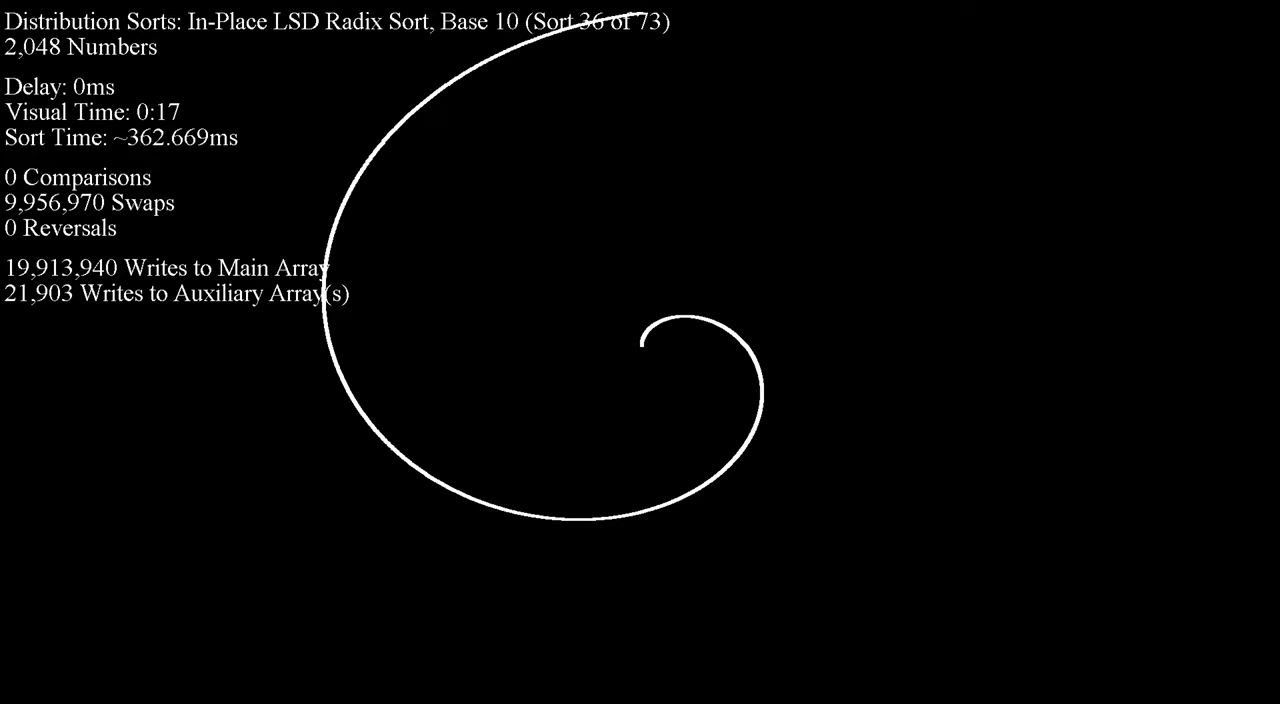 Distribution Sorts: In-Place LSD Radix Sort, Base 10 (Sort 36 of 73)
2,048 Numbers
Delay: 0ms
Visual Time: 0:17
Sort Time: ~362.669ms
0 Comparisons
9,956,970 Swaps
0 Reversals
19,913,940 Writes to Main Array
21,903 Writes to Auxiliary Array(s)